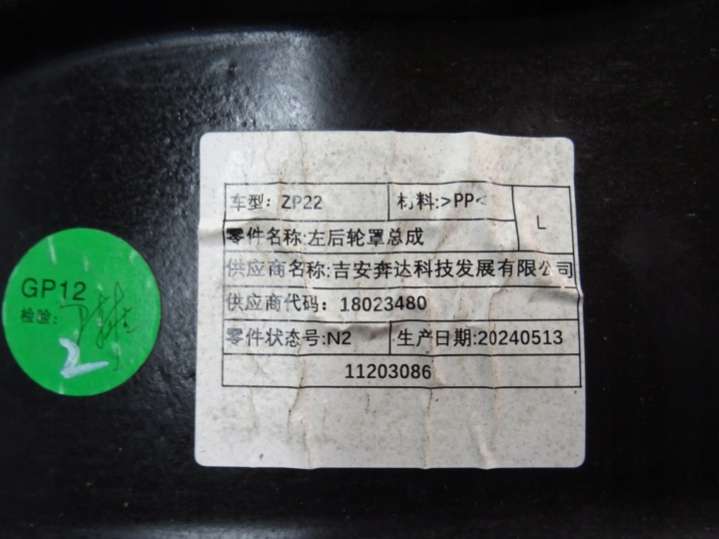 车型: ZP22
材料:>PP<
L
零件名称:左后轮罩总成
供应商名称:吉安奔达科技发展有限公司
供应商代码: 18023480
零件状态号:N2
生产日期:20240513
11203086
GP12
检验:
2